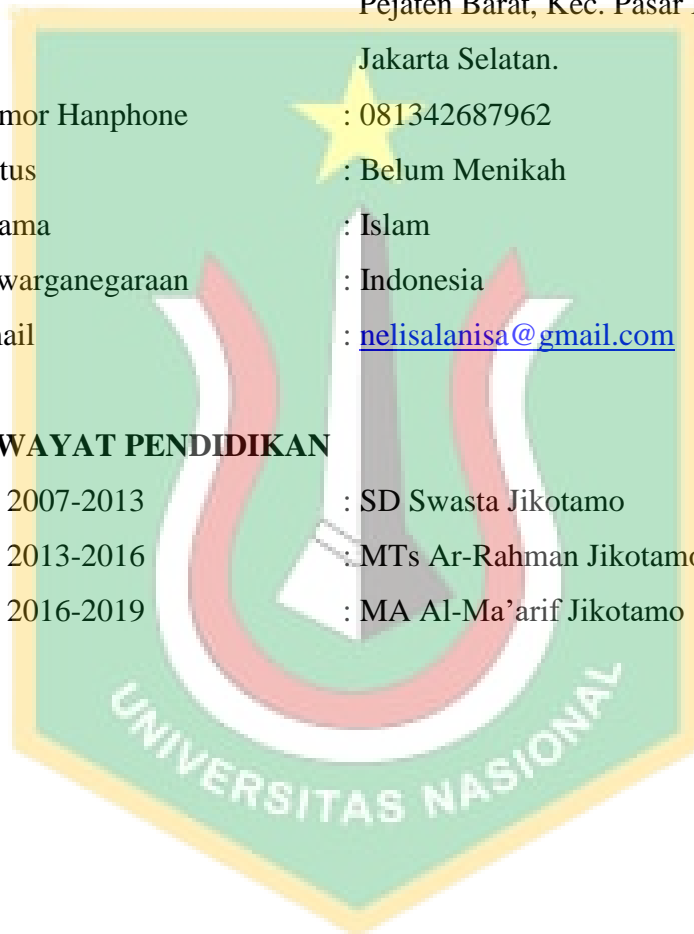 Pejaten Barat, Kec. Pasar
Jakarta Selatan.
mor Hanphone : 081342687962
tus : Belum Menikah
ama : Islam
warganegaraan : Indonesia
ail : nelisalanisa@gmail.com
WAYAT PENDIDIKAN
2007-2013 : SD Swasta Jikotamo
2013-2016 : MTs Ar-Rahman Jikotamo
2016-2019 : MA Al-Ma’arif Jikotamo
UNIVERSITAS NASIONAL